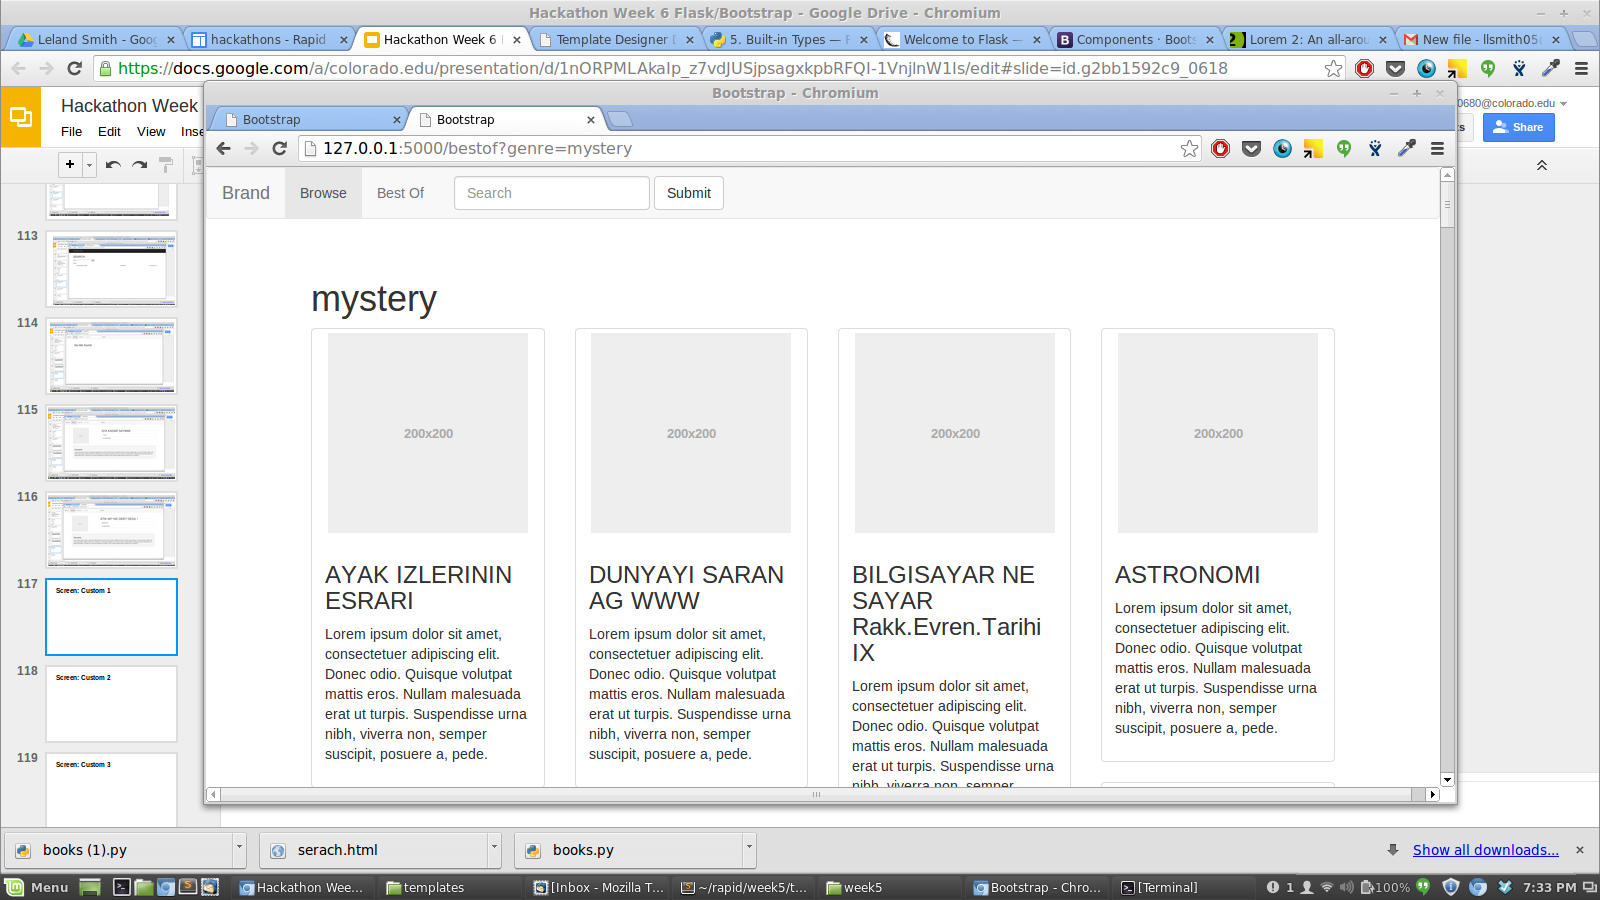 Hackathon Week 6 Flask/Bootstrap - Google Drive - Chromium
Leland Smith - Goog
hackathons - Rapid
Hackathon Week 6
Template Designer D
5. Built-in Types — F
Welcome to Flask —
Components · Boots
Lorem 2: An all-arou
New file - llsmith05
https://docs.google.com/a/colorado.edu/presentation/d/1nORPMLAkaIp_z7vdJUSjpsagxkpbRFQI-1VnjlnW1Is/edit#slide=id.g2bb1592c9_0618
Hackathon Week
0680@colorado.edu
File Edit View Inse
ts
Share
Bootstrap - Chromium
Bootstrap
Bootstrap
127.0.0.1:5000/bestof?genre=mystery
Brand Browse Best Of Search Submit
mystery
200x200
200x200
200x200
200x200
AYAK IZLERININ
ESRARI
Lorem ipsum dolor sit amet,
consectetuer adipiscing elit.
Donec odio. Quisque volutpat
mattis eros. Nullam malesuada
erat ut turpis. Suspendisse urna
nibh, viverra non, semper
suscipit, posuere a, pede.
DUNYAYI SARAN
AG WWW
Lorem ipsum dolor sit amet,
consectetuer adipiscing elit.
Donec odio. Quisque volutpat
mattis eros. Nullam malesuada
erat ut turpis. Suspendisse urna
nibh, viverra non, semper
suscipit, posuere a, pede.
BILGISAYAR NE
SAYAR
Rakk.Evren.Tarihi
IX
Lorem ipsum dolor sit amet,
consectetuer adipiscing elit.
Donec odio. Quisque volutpat
mattis eros. Nullam malesuada
erat ut turpis. Suspendisse urna
nibh, viverra non, semper
ASTRONOMI
Lorem ipsum dolor sit amet,
consectetuer adipiscing elit.
Donec odio. Quisque volutpat
mattis eros. Nullam malesuada
erat ut turpis. Suspendisse urna
nibh, viverra non, semper
suscipit, posuere a, pede.
113
114
115
116
117
Screen: Custom 1
118
Screen: Custom 2
119
Screen: Custom 3
books (1).py
serach.html
books.py
Show all downloads...
Menu
Hackathon Wee...
templates
[Inbox - Mozilla T...
~/rapid/week5/t...
week5
Bootstrap - Chro...
[Terminal]
1
100%
7:33 PM